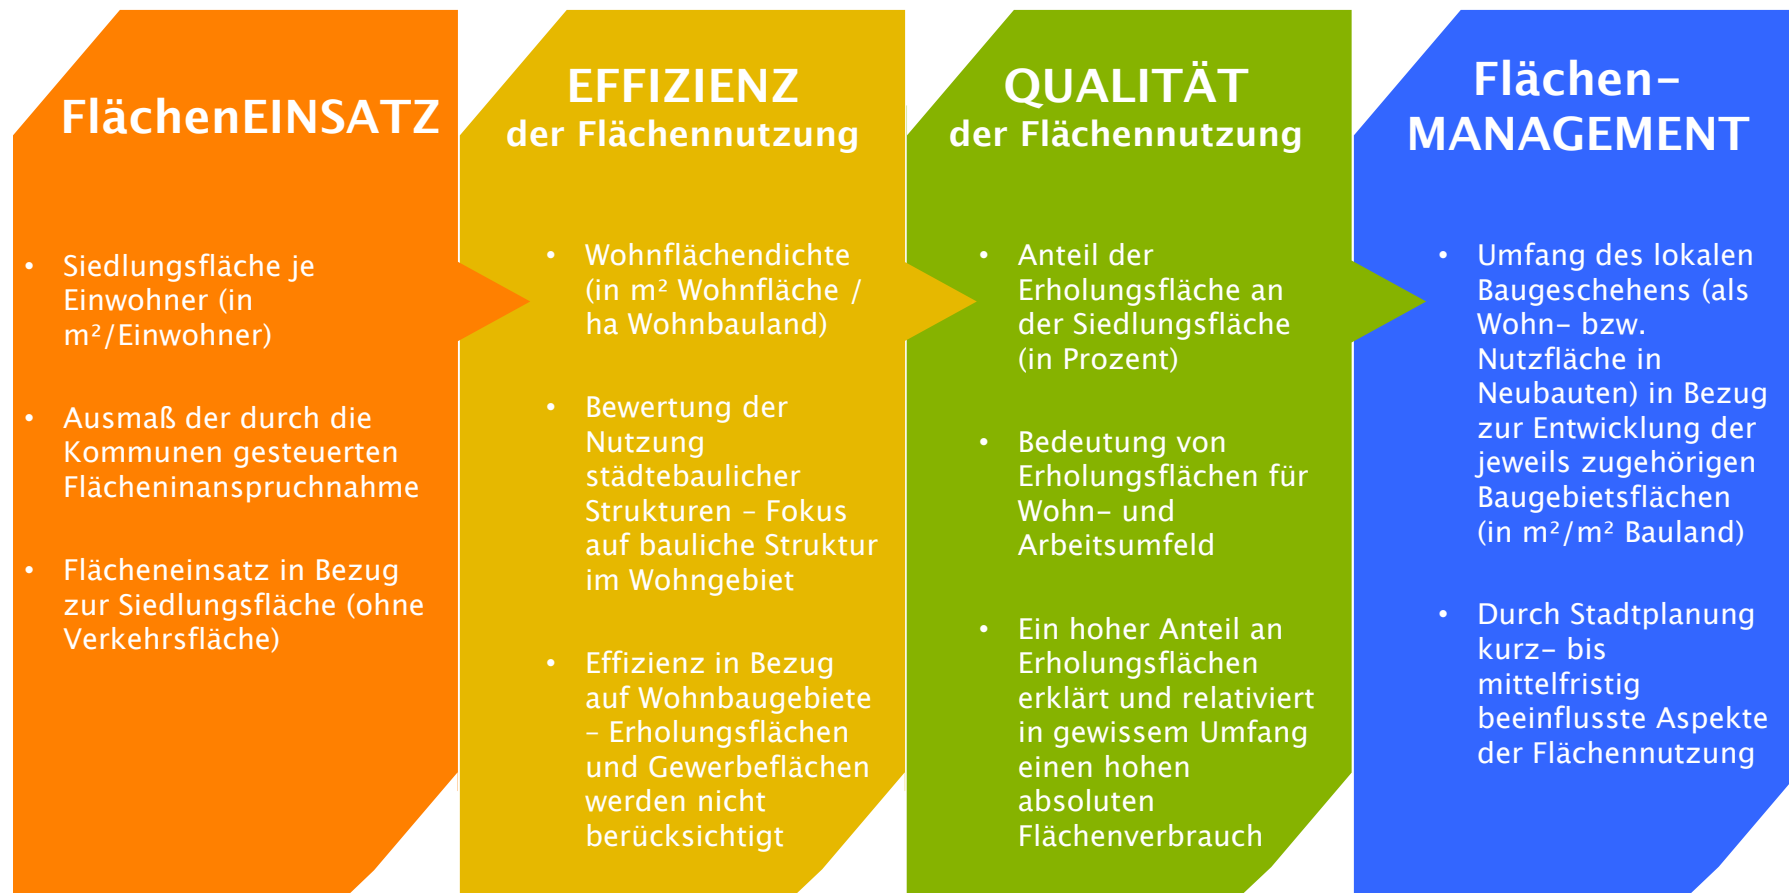 FlächenEINSATZ
• Siedlungsfläche je
Einwohner (in
m²/Einwohner)
• Ausmaß der durch die
Kommunen gesteuerten
Flächeninanspruchnahme
• Flächeneinsatz in Bezug
zur Siedlungsfläche (ohne
Verkehrsfläche)
EFFIZIENZ
der Flächennutzung
• Wohnflächendichte
(in m² Wohnfläche /
ha Wohnbauland)
• Bewertung der
Nutzung
städtebaulicher
Strukturen – Fokus
auf bauliche Struktur
im Wohngebiet
• Effizienz in Bezug
auf Wohnbaugebiete
– Erholungsflächen
und Gewerbeflächen
werden nicht
berücksichtigt
QUALITÄT
der Flächennutzung
• Anteil der
Erholungsfläche an
der Siedlungsfläche
(in Prozent)
• Bedeutung von
Erholungsflächen für
Wohn- und
Arbeitsumfeld
• Ein hoher Anteil an
Erholungsflächen
erklärt und relativiert
in gewissem Umfang
einen hohen
absoluten
Flächenverbrauch
Flächen-
MANAGEMENT
• Umfang des lokalen
Baugeschehens (als
Wohn- bzw.
Nutzfläche in
Neubauten) in Bezug
zur Entwicklung der
jeweils zugehörigen
Baugebietsflächen
(in m²/m² Bauland)
• Durch Stadtplanung
kurz- bis
mittelfristig
beeinflusste Aspekte
der Flächennutzung